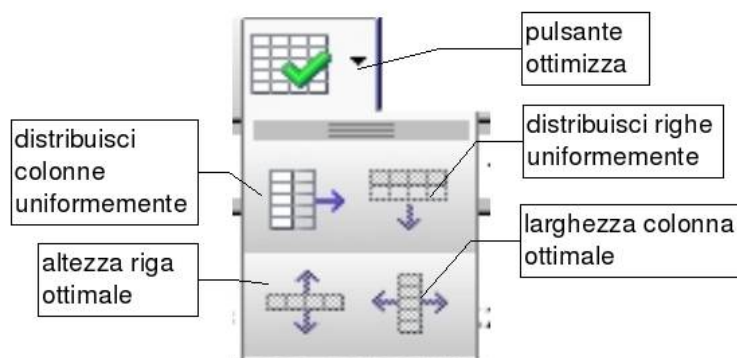 pulsante
ottimizza
distribuisci
colonne
uniformemente
distribuisci righe
uniformemente
altezza riga
ottimale
larghezza colonna
ottimale